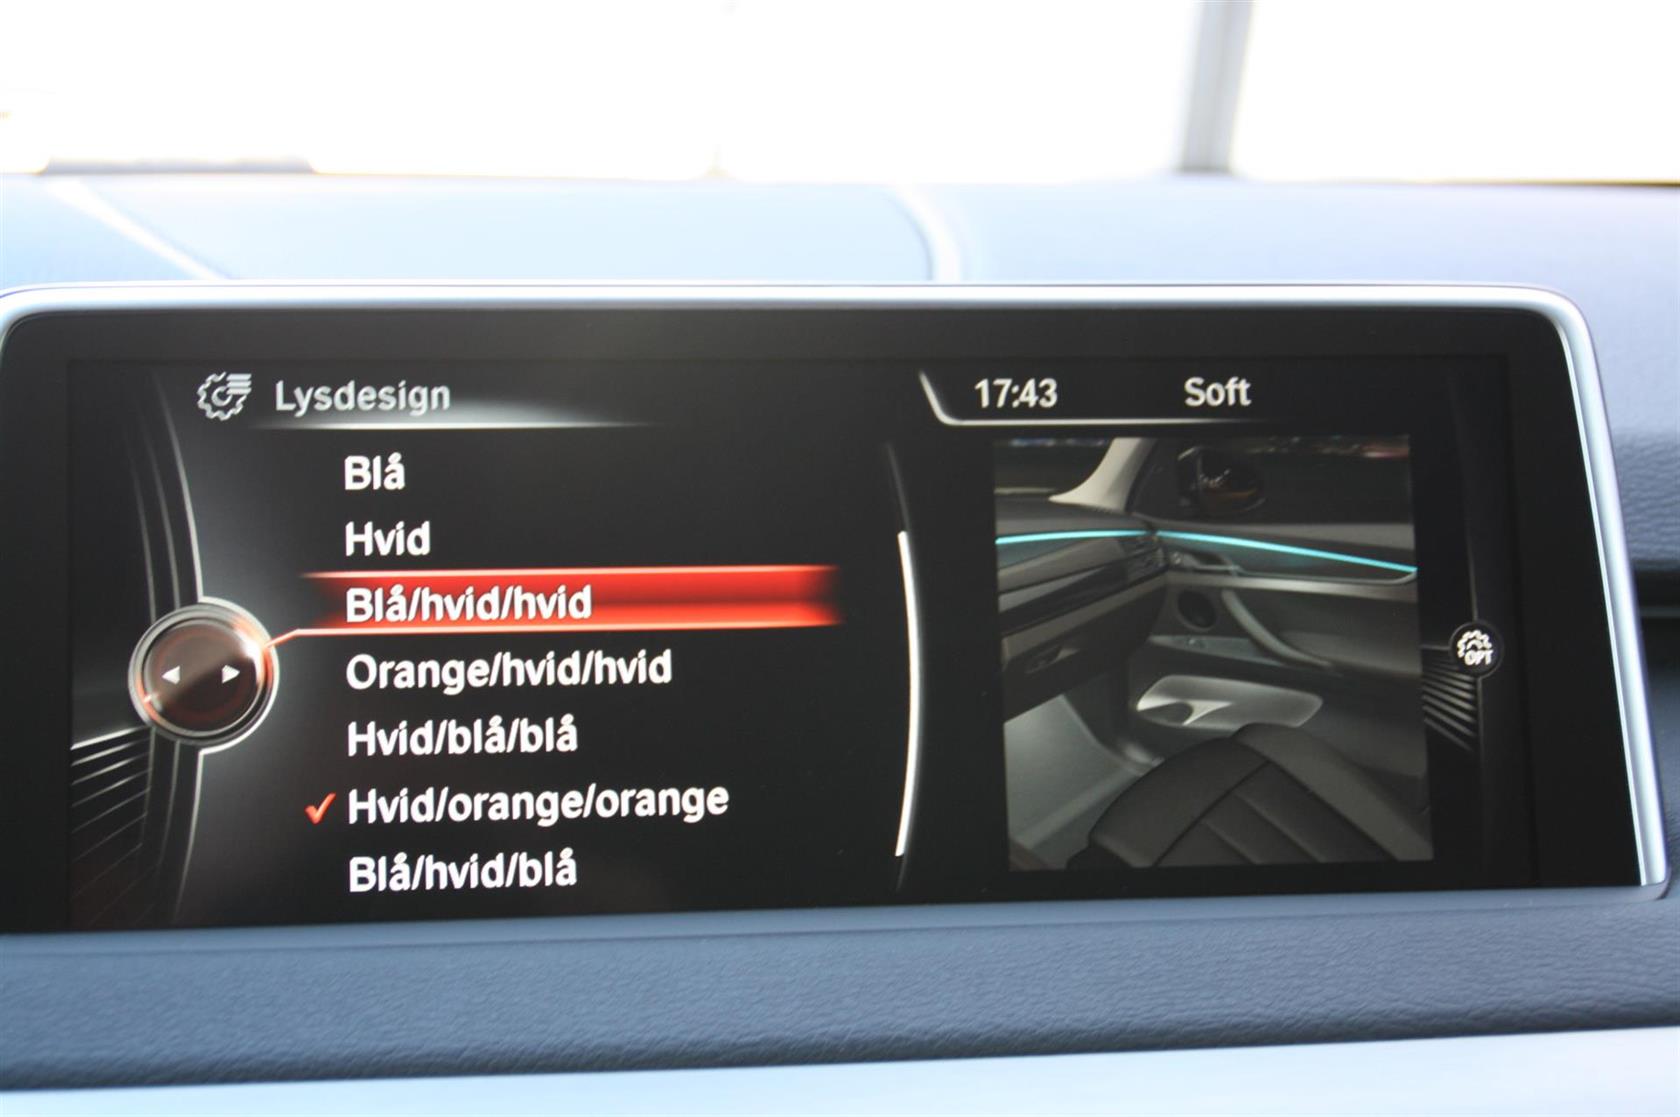 Lysdesign
17:43 Soft
Blå
Hvid
Blå/hvid/hvid
Orange/hvid/hvid
Hvid/blå/blå
Hvid/orange/orange
Blå/hvid/blå
OPT